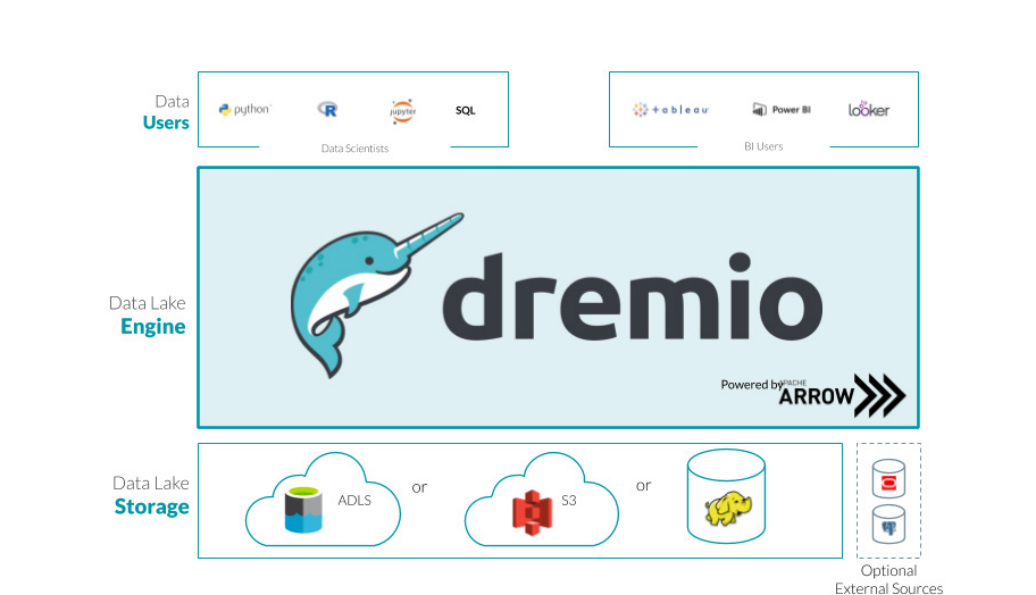 Data
Users
python
R
jupyter
SQL
Data Scientists
+ableau
Power BI
looker
BI Users
Data Lake
Engine
dremio
Powered by
APACHE
ARROW
Data Lake
Storage
ADLS
or
S3
or
Optional
External Sources